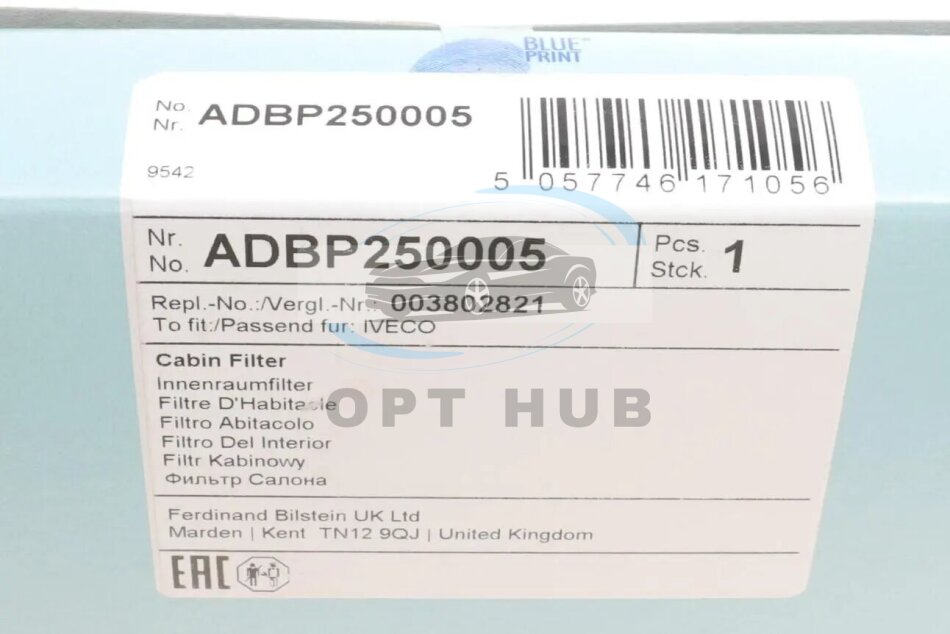 BLUE
PRINT
No.
Nr. ADBP250005
9542
5 057746 171056
Nr.
No. ADBP250005
Pcs.
Stck. 1
Repl.-No.:/Vergl.-Nr.: 003802821
To fit:/Passend fur: IVECO
Cabin Filter
Innenraumfilter
Filtre D'Habitacle
Filtro Abitacolo
Filtro Del Interior
Filtr Kabinowy
Фильтр Салона
OPT HUB
Ferdinand Bilstein UK Ltd
Marden | Kent TN12 9QJ | United Kingdom
EAC